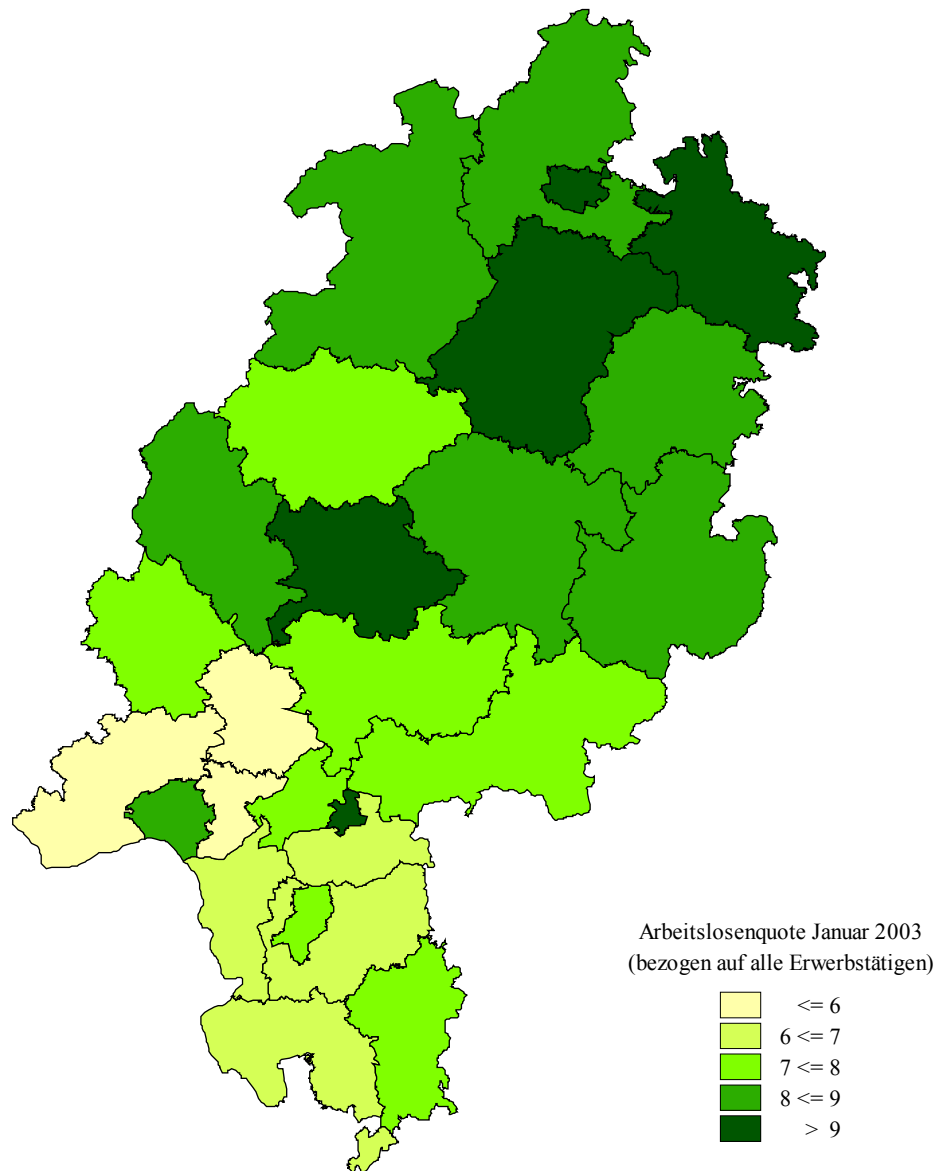 Arbeitslosenquote Januar 2003
(bezogen auf alle Erwerbstätigen)
<= 6
6 <= 7
7 <= 8
8 <= 9
> 9